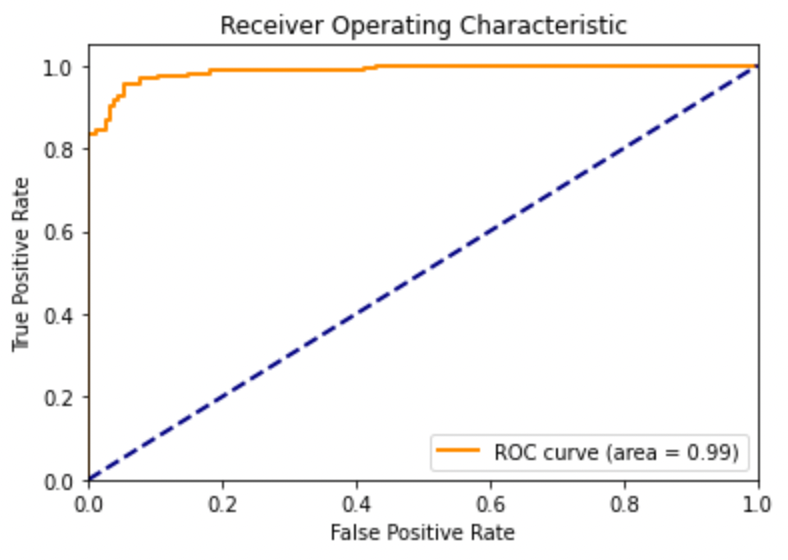 Receiver Operating Characteristic
True Positive Rate
1.0
0.8
0.6
0.4
0.2
0.0
ROC curve (area = 0.99)
0.0 0.2 0.4 0.6 0.8 1.0
False Positive Rate